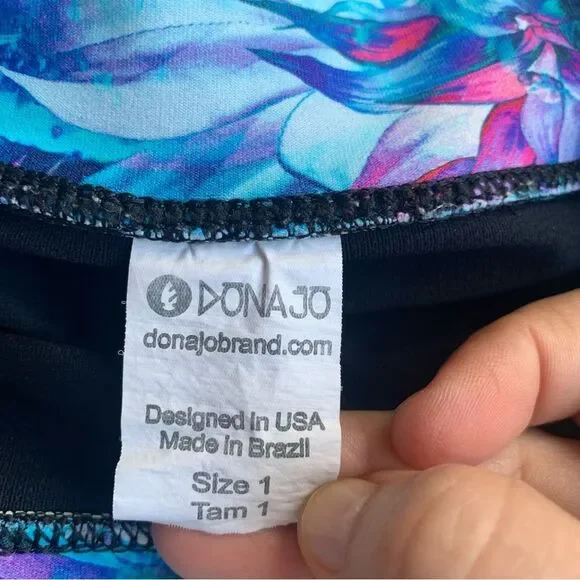 DONAJO
donajobrand.com
Designed in USA
Made in Brazil
Size 1
Tam 1